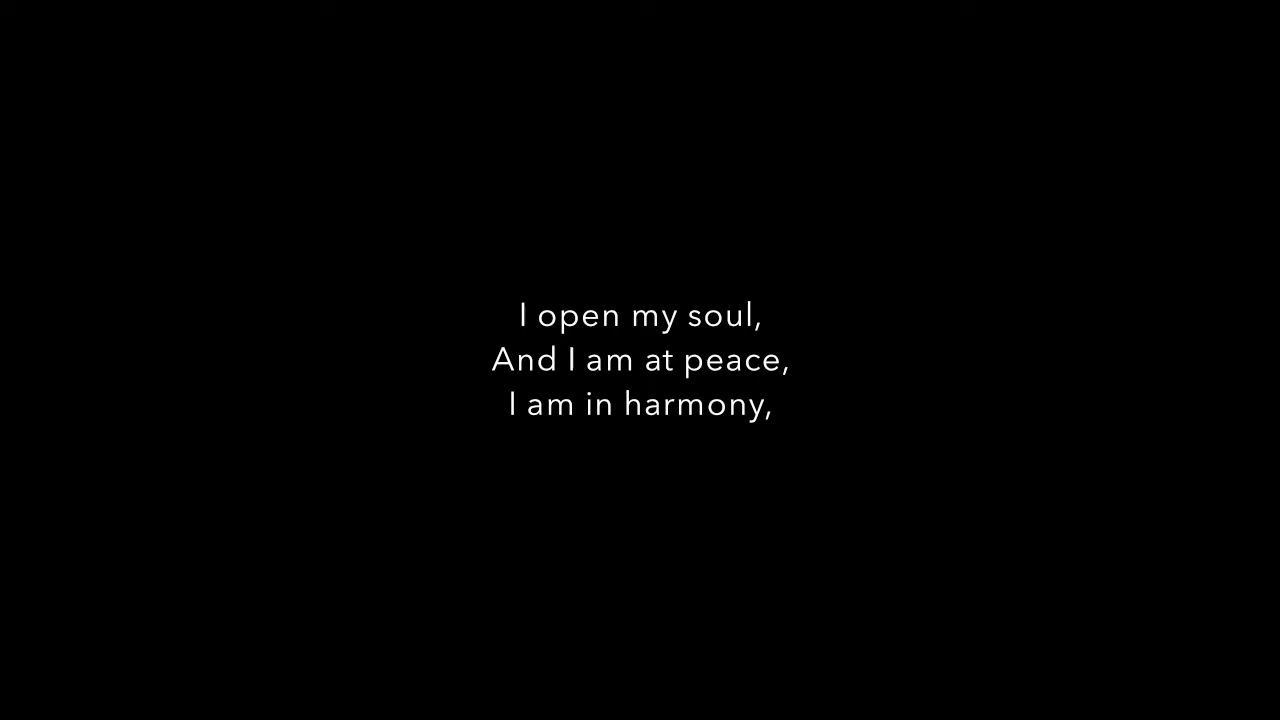 I open my soul,
And I am at peace,
I am in harmony,